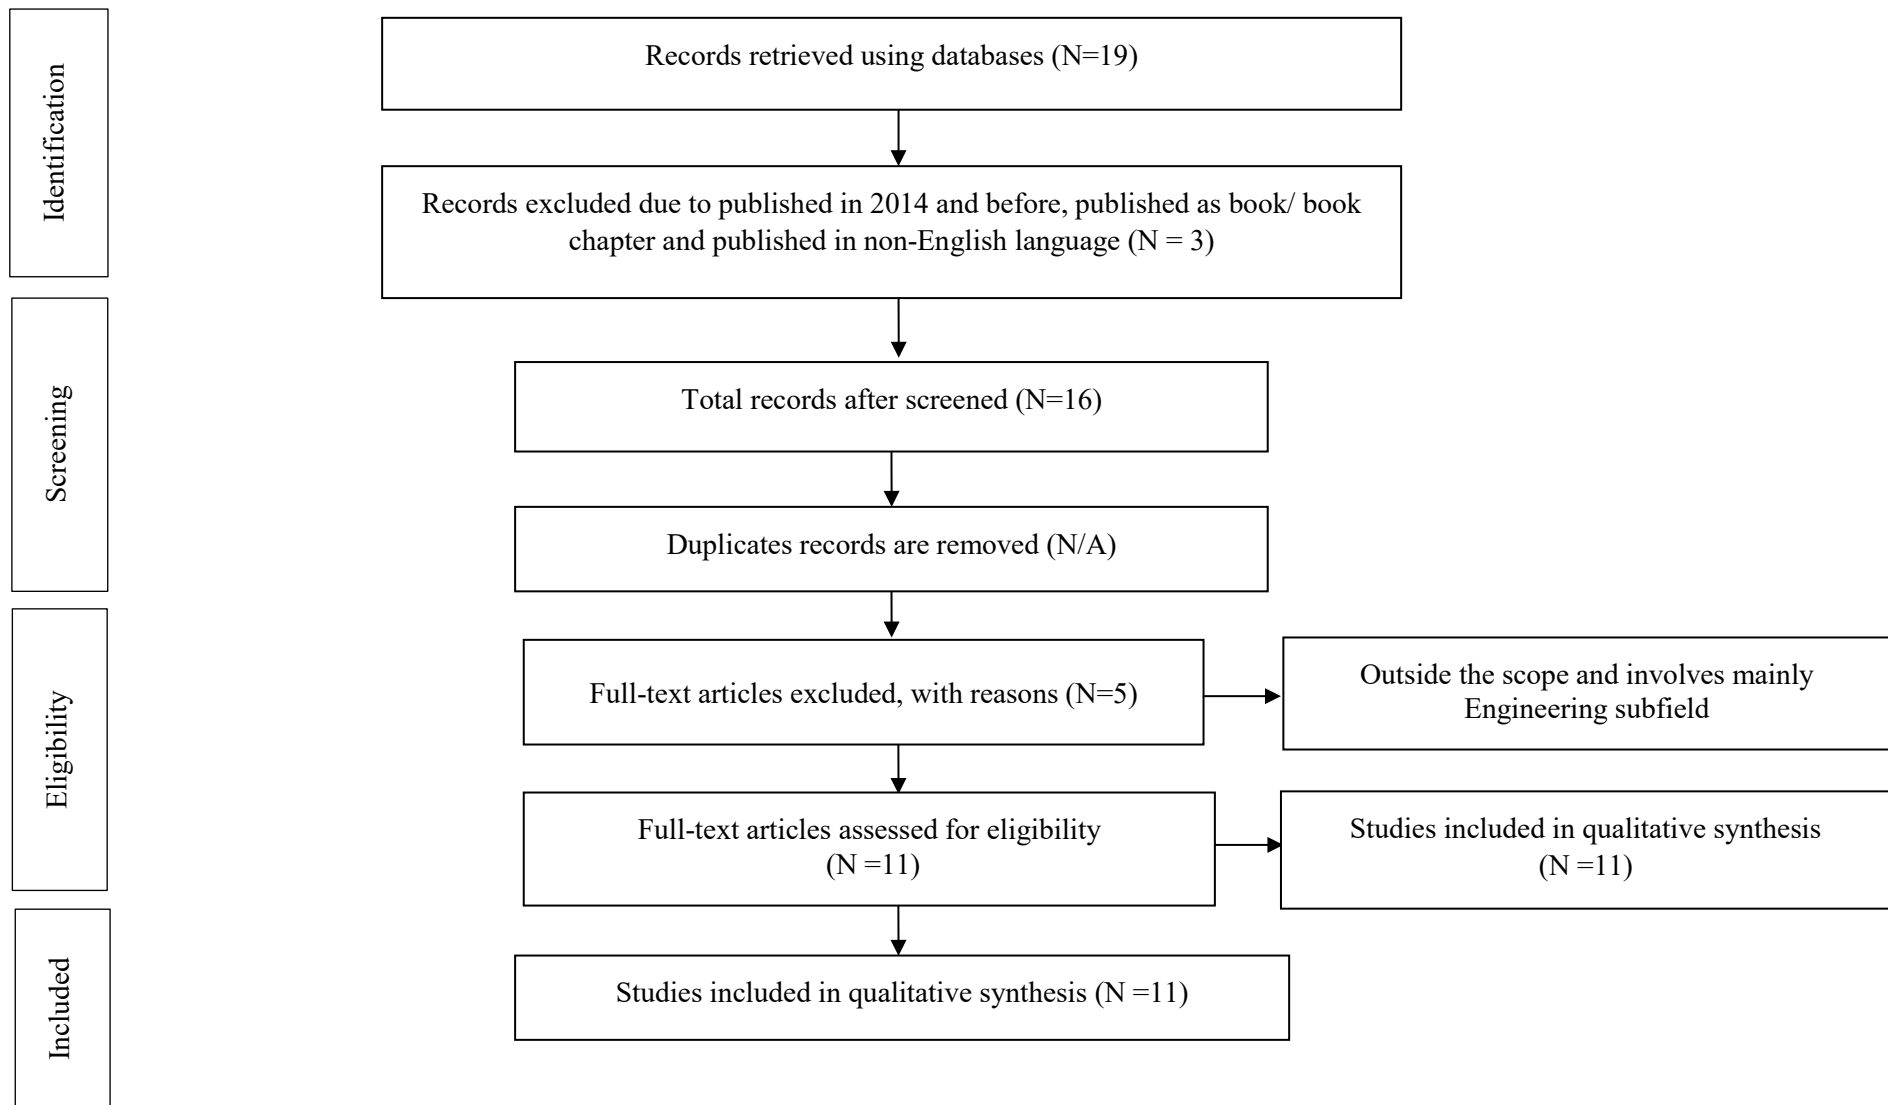 Identification
Records retrieved using databases (N=19)
Records excluded due to published in 2014 and before, published as book/ book
chapter and published in non-English language (N = 3)
Screening
Total records after screened (N=16)
Duplicates records are removed (N/A)
Eligibility
Full-text articles excluded, with reasons (N=5)
Outside the scope and involves mainly
Engineering subfield
Full-text articles assessed for eligibility
(N =11)
Studies included in qualitative synthesis
(N =11)
Included
Studies included in qualitative synthesis (N =11)